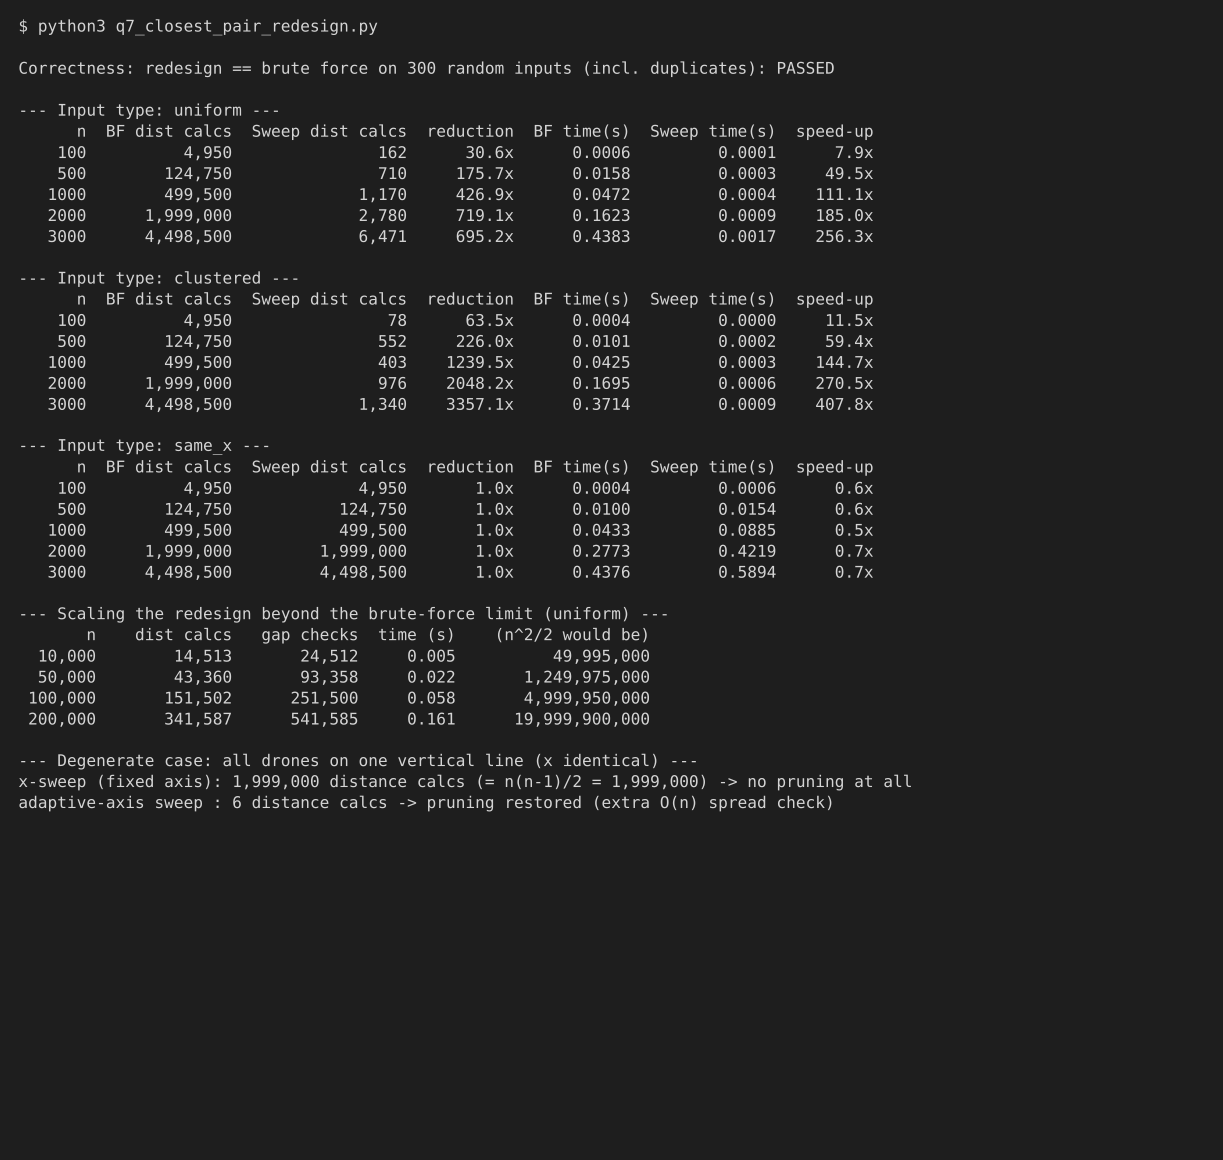 $ python3 q7_closest_pair_redesign.py
Correctness: redesign == brute force on 300 random inputs (incl. duplicates): PASSED
--- Input type: uniform ---
n  BF dist calcs  Sweep dist calcs  reduction  BF time(s)  Sweep time(s)  speed-up
100  4,950  162  30.6x  0.0006  0.0001  7.9x
500  124,750  710  175.7x  0.0158  0.0003  49.5x
1000  499,500  1,170  426.9x  0.0472  0.0004  111.1x
2000  1,999,000  2,780  719.1x  0.1623  0.0009  185.0x
3000  4,498,500  6,471  695.2x  0.4383  0.0017  256.3x
--- Input type: clustered ---
n  BF dist calcs  Sweep dist calcs  reduction  BF time(s)  Sweep time(s)  speed-up
100  4,950  78  63.5x  0.0004  0.0000  11.5x
500  124,750  552  226.0x  0.0101  0.0002  59.4x
1000  499,500  403  1239.5x  0.0425  0.0003  144.7x
2000  1,999,000  976  2048.2x  0.1695  0.0006  270.5x
3000  4,498,500  1,340  3357.1x  0.3714  0.0009  407.8x
--- Input type: same_x ---
n  BF dist calcs  Sweep dist calcs  reduction  BF time(s)  Sweep time(s)  speed-up
100  4,950  4,950  1.0x  0.0004  0.0006  0.6x
500  124,750  124,750  1.0x  0.0100  0.0154  0.6x
1000  499,500  499,500  1.0x  0.0433  0.0885  0.5x
2000  1,999,000  1,999,000  1.0x  0.2773  0.4219  0.7x
3000  4,498,500  4,498,500  1.0x  0.4376  0.5894  0.7x
--- Scaling the redesign beyond the brute-force limit (uniform) ---
n  dist calcs  gap checks  time (s)  (n^2/2 would be)
10,000  14,513  24,512  0.005  49,995,000
50,000  43,360  93,358  0.022  1,249,975,000
100,000  151,502  251,500  0.058  4,999,950,000
200,000  341,587  541,585  0.161  19,999,900,000
--- Degenerate case: all drones on one vertical line (x identical) ---
x-sweep (fixed axis): 1,999,000 distance calcs (= n(n-1)/2 = 1,999,000) -> no pruning at all
adaptive-axis sweep : 6 distance calcs -> pruning restored (extra O(n) spread check)